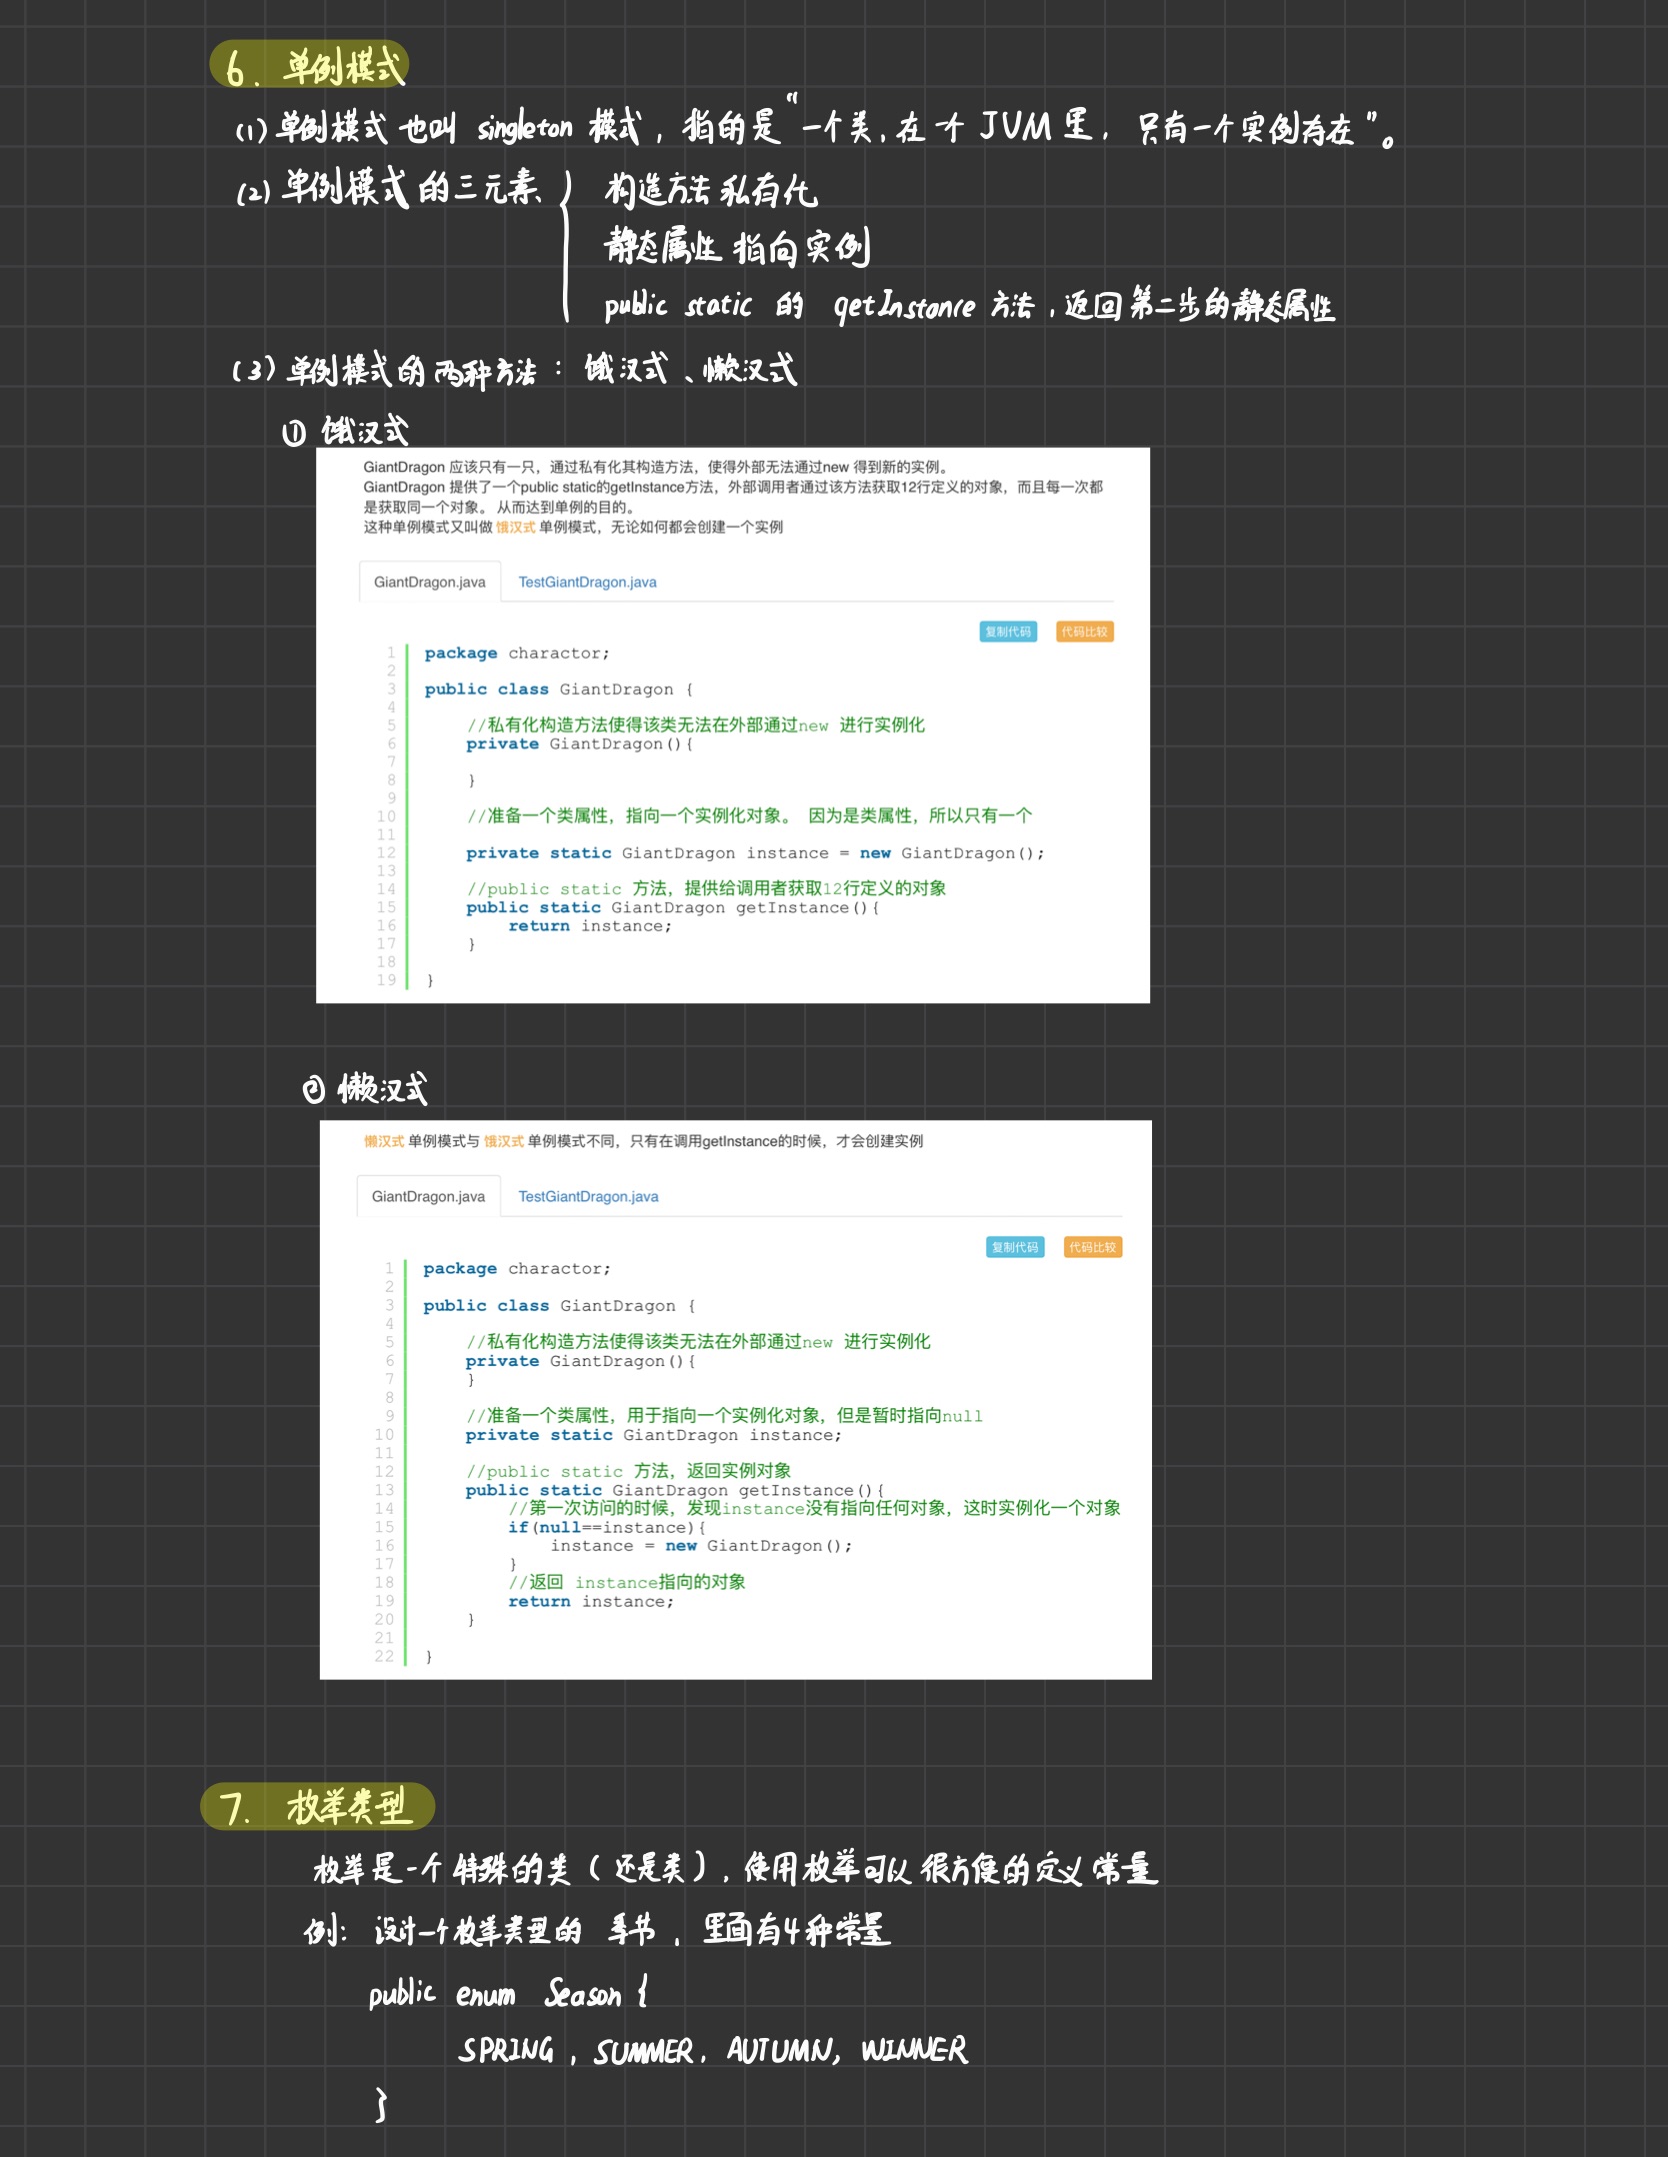 6. 单例模式
(1) 单例模式也叫 singleton 模式，指的是“一个类，在一个 JVM 里，只有一个实例存在”。
(2) 单例模式的三元素 { 构造方法私有化
静态属性指向实例
public static 的 getInstance 方法，返回第二步的静态属性
(3) 单例模式的两种方法：饿汉式、懒汉式
① 饿汉式
GiantDragon 应该只有一只，通过私有化其构造方法，使得外部无法通过new 得到新的实例。
GiantDragon 提供了一个public static的getInstance方法，外部调用者通过该方法获取12行定义的对象，而且每一次都
是获取同一个对象。 从而达到单例的目的。
这种单例模式又叫做 饿汉式 单例模式，无论如何都会创建一个实例
GiantDragon.java TestGiantDragon.java
复制代码 代码比较
1 package charactor;
2
3 public class GiantDragon {
4
5 //私有化构造方法使得该类无法在外部通过new 进行实例化
6 private GiantDragon(){
7
8 }
9
10 //准备一个类属性，指向一个实例化对象。 因为是类属性，所以只有一个
11
12 private static GiantDragon instance = new GiantDragon();
13
14 //public static 方法，提供给调用者获取12行定义的对象
15 public static GiantDragon getInstance(){
16 return instance;
17 }
18
19 }
② 懒汉式
懒汉式 单例模式与 饿汉式 单例模式不同，只有在调用getInstance的时候，才会创建实例
GiantDragon.java TestGiantDragon.java
复制代码 代码比较
1 package charactor;
2
3 public class GiantDragon {
4
5 //私有化构造方法使得该类无法在外部通过new 进行实例化
6 private GiantDragon(){
7 }
8
9 //准备一个类属性，用于指向一个实例化对象，但是暂时指向null
10 private static GiantDragon instance;
11
12 //public static 方法，返回实例对象
13 public static GiantDragon getInstance(){
14 //第一次访问的时候，发现instance没有指向任何对象，这时实例化一个对象
15 if(null==instance){
16 instance = new GiantDragon();
17 }
18 //返回 instance指向的对象
19 return instance;
20 }
21
22 }
7. 枚举类型
枚举是一个特殊的类（还是类），使用枚举可以很方便的定义常量
例：设计一个枚举类型的 季节，里面有4种常量
public enum Season {
SPRING, SUMMER, AUTUMN, WINNER
}